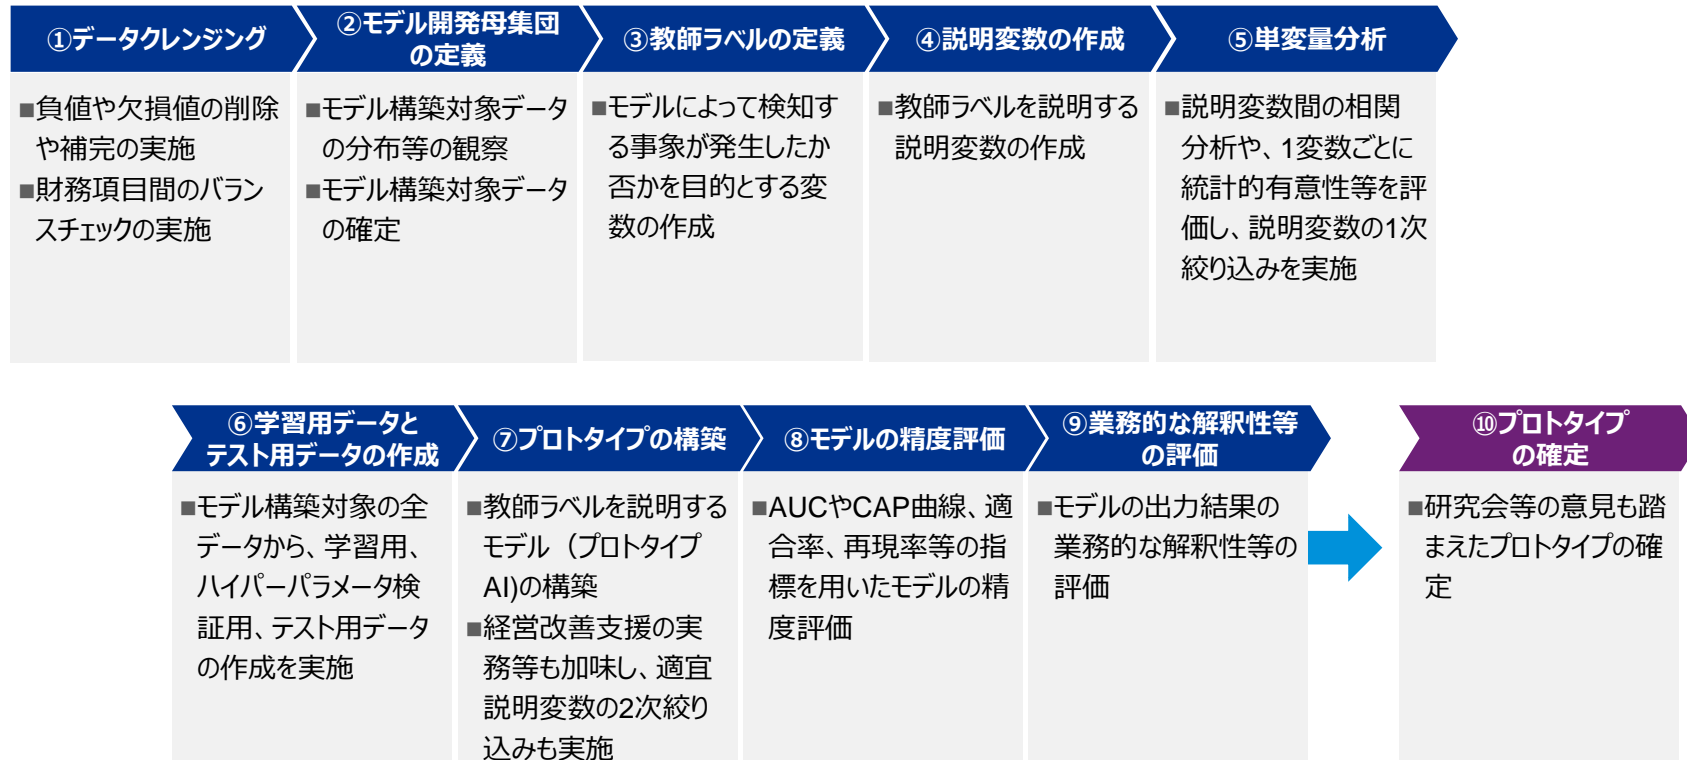 ①データクレンジング
■負値や欠損値の削除
や補完の実施
■財務項目間のバラン
スチェックの実施
②モデル開発母集団
の定義
■モデル構築対象データ
の分布等の観察
■モデル構築対象データ
の確定
③教師ラベルの定義
■モデルによって検知す
る事象が発生したか
否かを目的とする変
数の作成
④説明変数の作成
■教師ラベルを説明する
説明変数の作成
⑤単変量分析
■説明変数間の相関
分析や、1変数ごとに
統計的有意性等を評
価し、説明変数の1次
絞り込みを実施
⑥学習用データと
テスト用データの作成
■モデル構築対象の全
データから、学習用、
ハイパーパラメータ検
証用、テスト用データ
の作成を実施
⑦プロトタイプの構築
■教師ラベルを説明する
モデル（プロトタイプ
AI)の構築
■経営改善支援の実
務等も加味し、適宜
説明変数の2次絞り
込みも実施
⑧モデルの精度評価
■AUCやCAP曲線、適
合率、再現率等の指
標を用いたモデルの精
度評価
⑨業務的な解釈性等
の評価
■モデルの出力結果の
業務的な解釈性等の
評価
⑩プロトタイプ
の確定
■研究会等の意見も踏
まえたプロトタイプの確
定